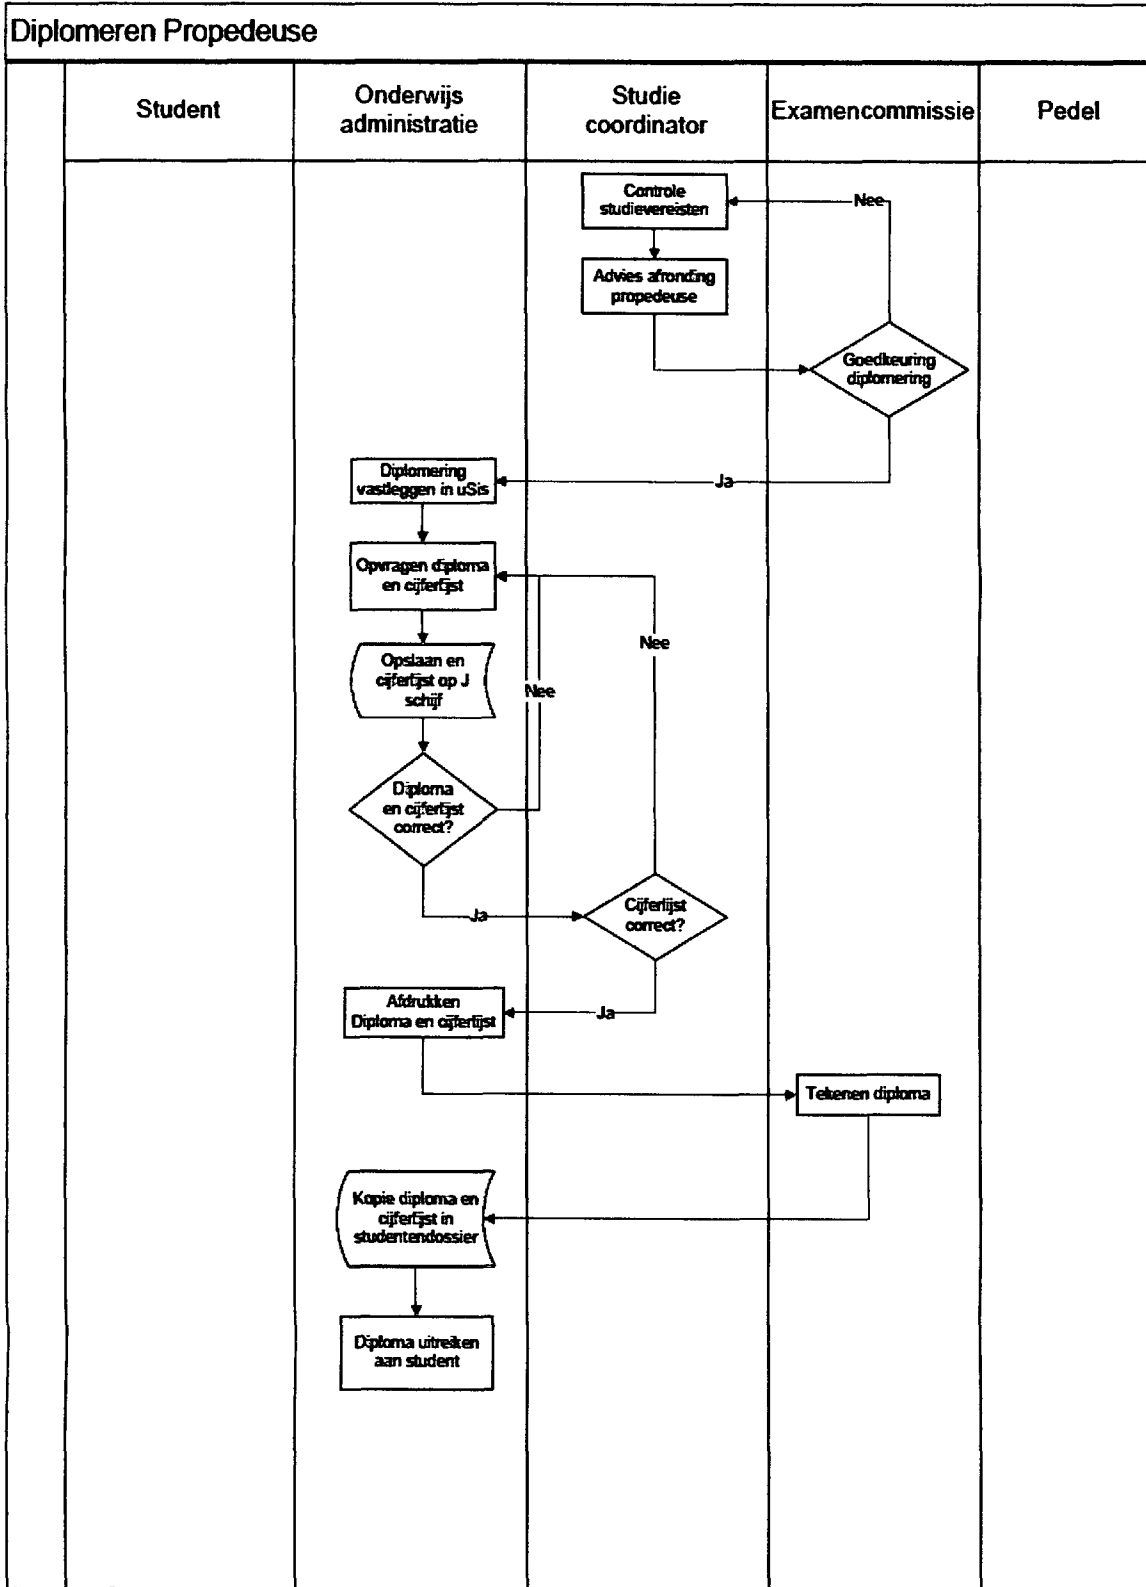 Diplomeren Propedeuse
Student
Onderwijs
administratie
Studie
coordinator
Examencommissie
Pedel
Controle
studievereisten
Nee
Advies afronding
propedeuse
Goedkeuring
diplomering
Diplomering
vastleggen in uSis
Ja
Opvragen diploma
en cijferlijst
Nee
Opslaan en
cijferlijst op J
schijf
Nee
Diploma
en cijferlijst
correct?
Ja
Cijferlijst
correct?
Afdrukken
Diploma en cijferlijst
Ja
Tekenen diploma
Kopie diploma en
cijferlijst in
studentendossier
Diploma uitreiken
aan student